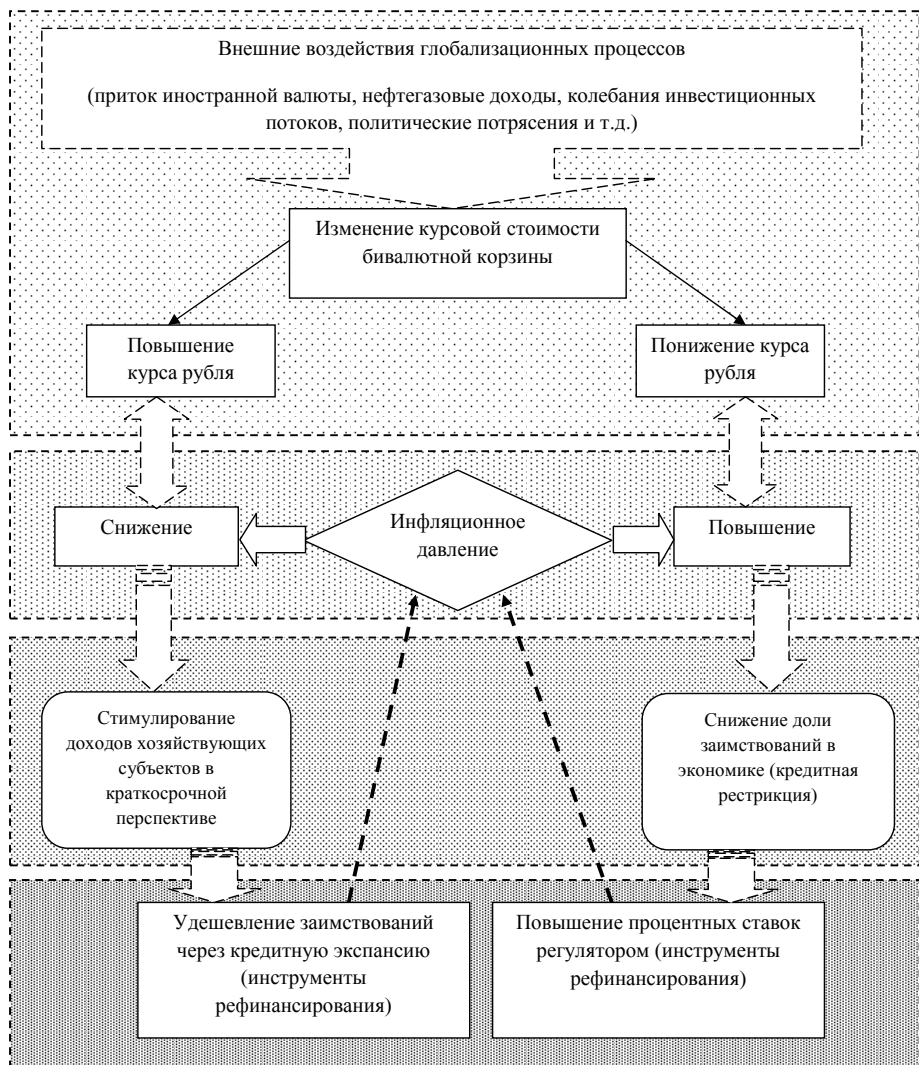 Внешние воздействия глобализационных процессов
(приток иностранной валюты, нефтегазовые доходы, колебания инвестиционных
потоков, политические потрясения и т.д.)
Изменение курсовой стоимости
бивалютной корзины
Повышение
курса рубля
Понижение курса
рубля
Снижение
Инфляционное
давление
Повышение
Стимулирование
доходов хозяйствующих
субъектов в
краткосрочной
перспективе
Снижение доли
заимствований в
экономике (кредитная
рестрикция)
Удешевление заимствований
через кредитную экспансию
(инструменты
рефинансирования)
Повышение процентных ставок
регулятором (инструменты
рефинансирования)